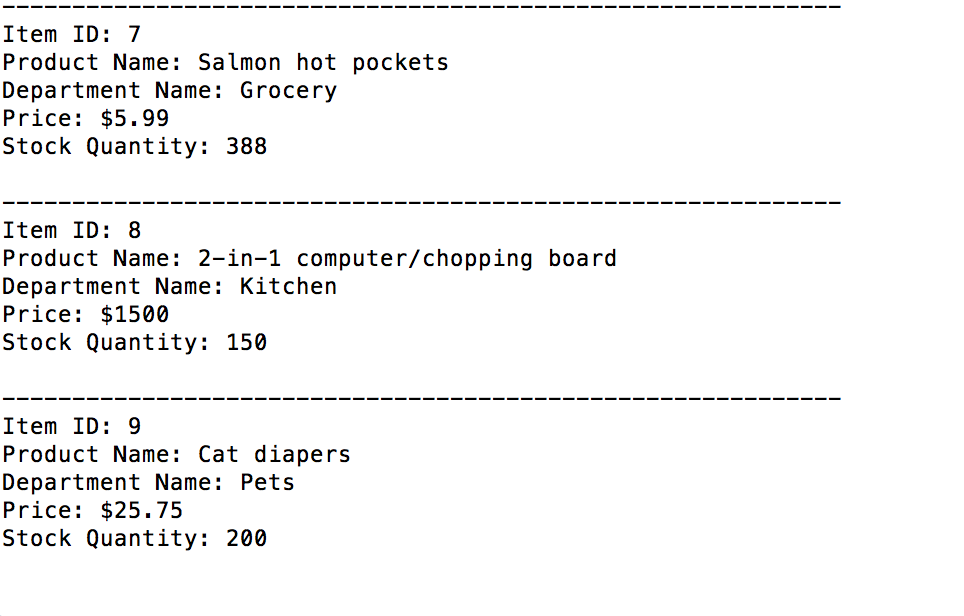 ------------------------------------------------------------
Item ID: 7
Product Name: Salmon hot pockets
Department Name: Grocery
Price: $5.99
Stock Quantity: 388
------------------------------------------------------------
Item ID: 8
Product Name: 2-in-1 computer/chopping board
Department Name: Kitchen
Price: $1500
Stock Quantity: 150
------------------------------------------------------------
Item ID: 9
Product Name: Cat diapers
Department Name: Pets
Price: $25.75
Stock Quantity: 200